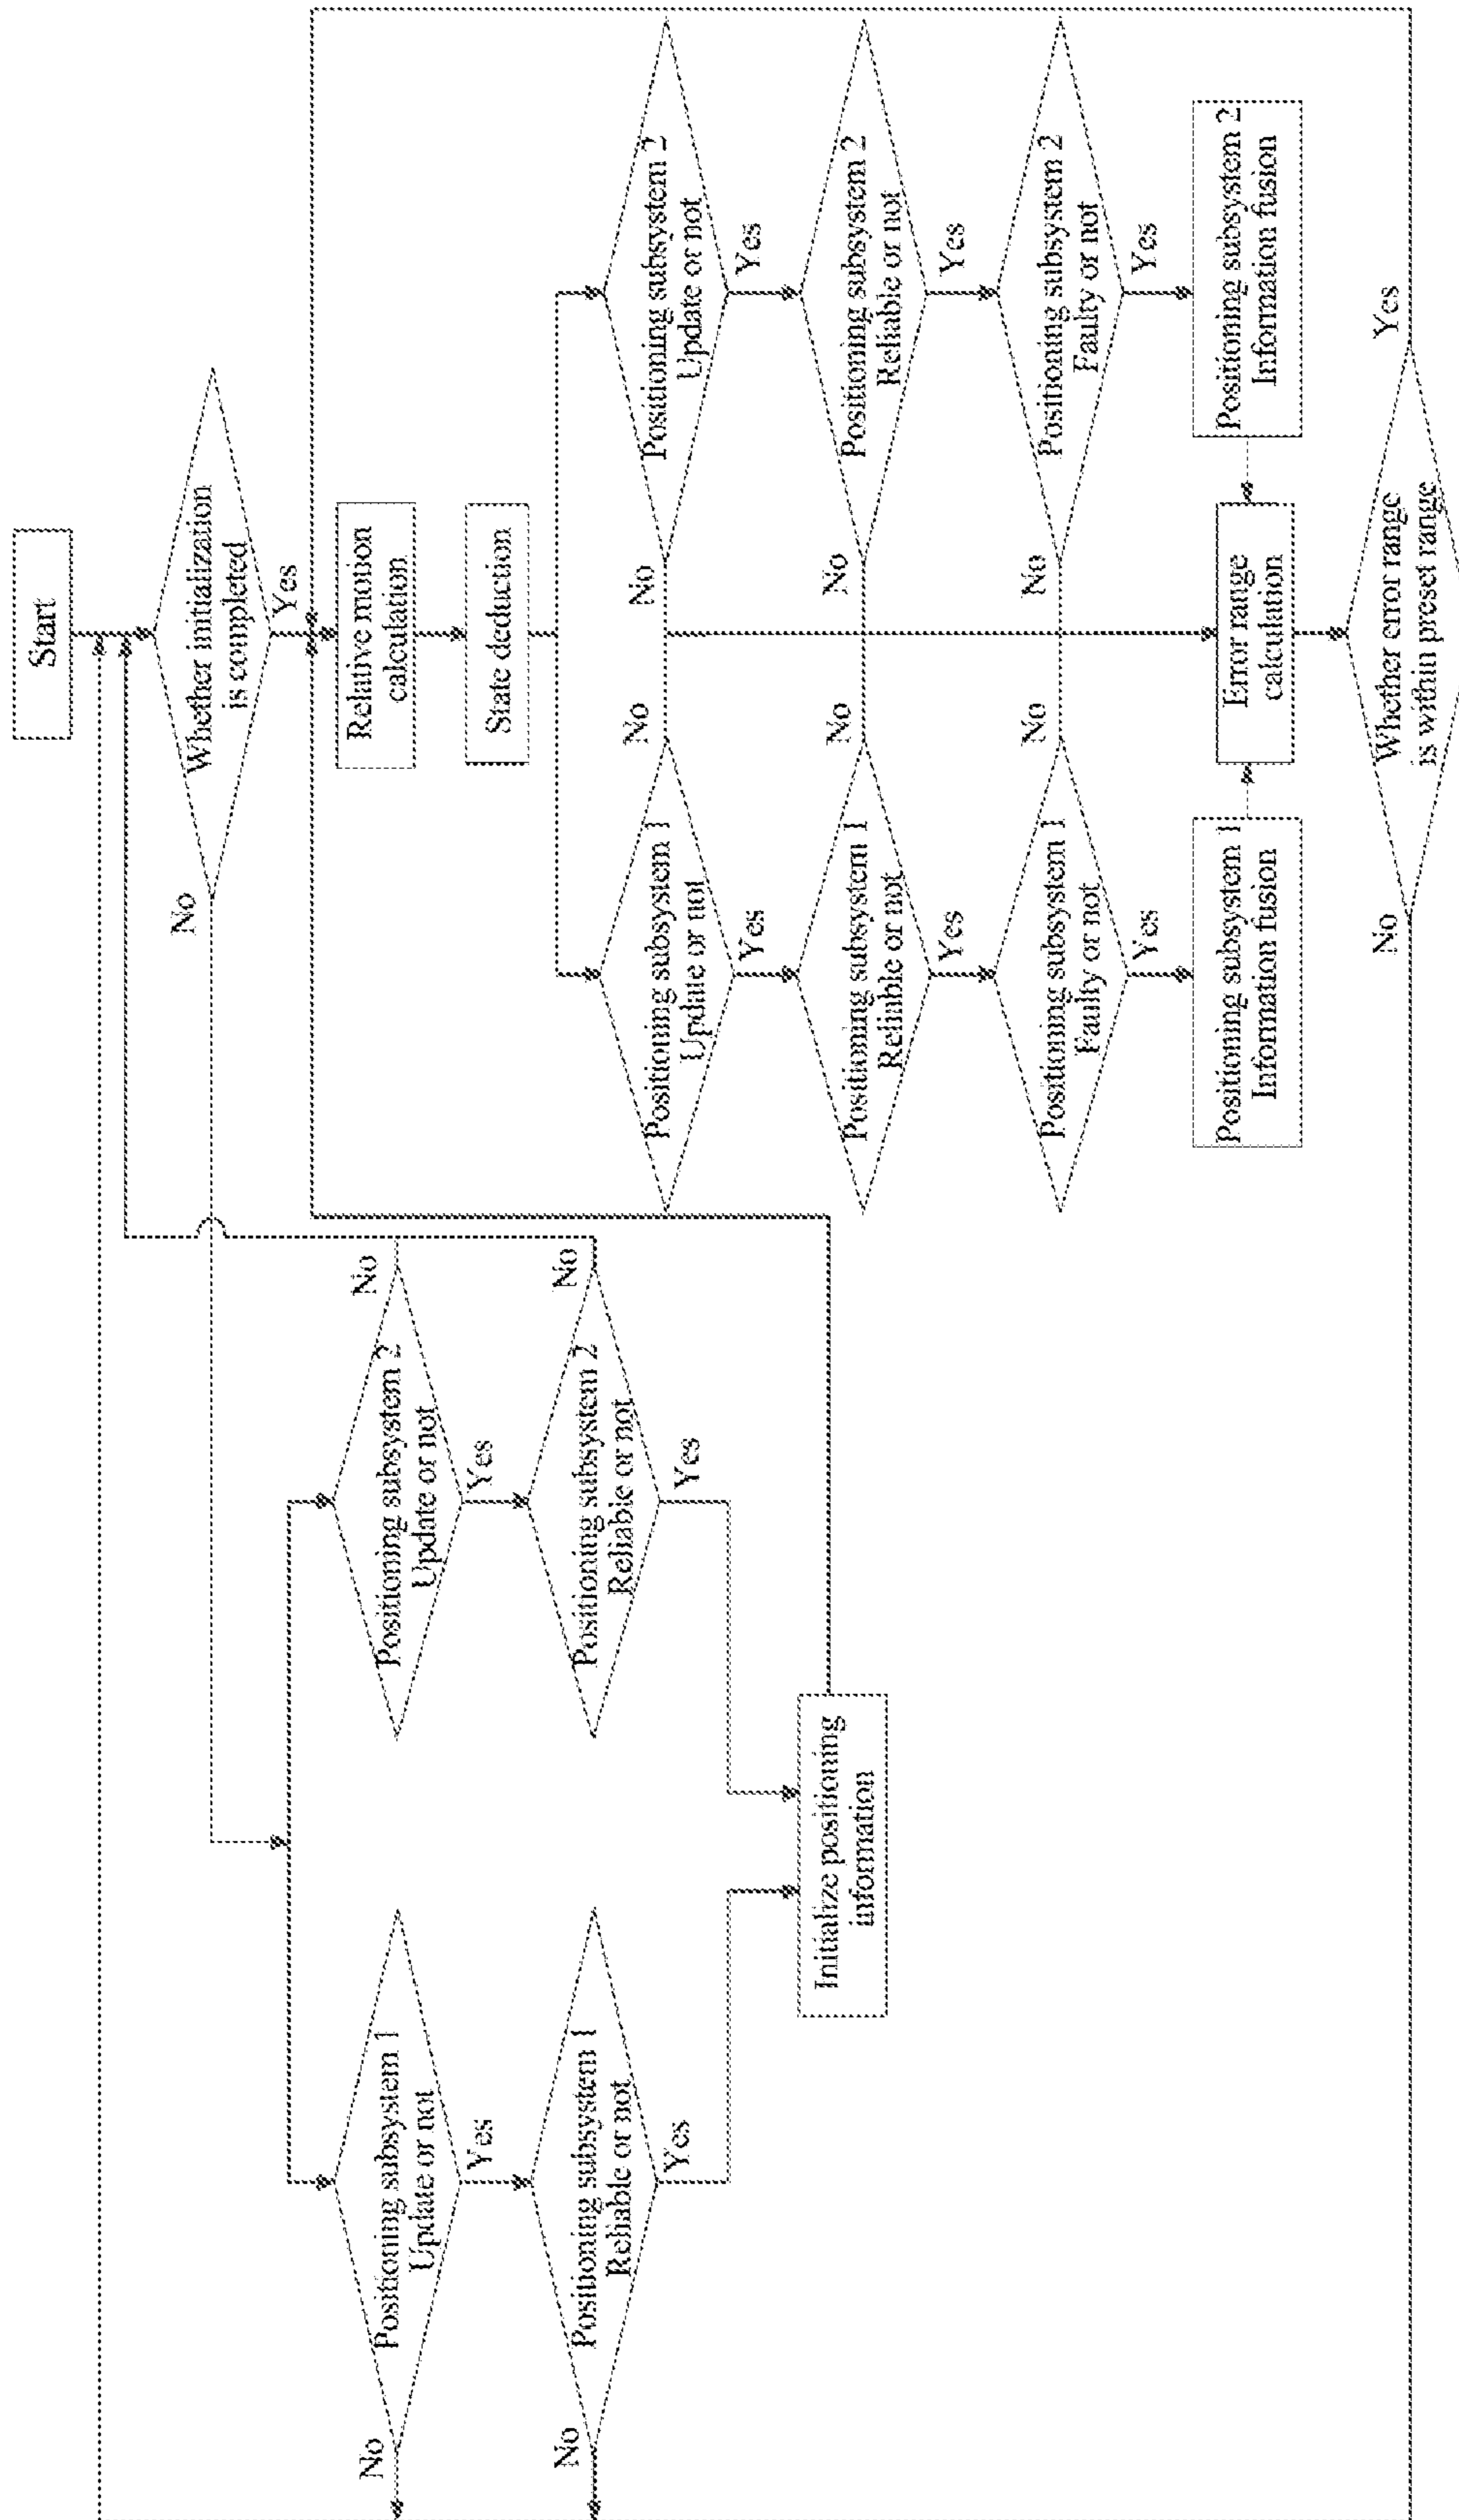 Start
Whether initialization
is completed
No
Yes
Relative motion
calculation
State deduction
Positioning subsystem 1
Update or not
No
Yes
Positioning subsystem 1
Reliable or not
No
Yes
Positioning subsystem 2
Update or not
No
Yes
Positioning subsystem 2
Reliable or not
No
Yes
Initialize positioning
information
Positioning subsystem 1
Update or not
No
Yes
Positioning subsystem 1
Reliable or not
No
Yes
Positioning subsystem 1
Faulty or not
No
Yes
Positioning subsystem 1
Information fusion
Positioning subsystem 2
Update or not
No
Yes
Positioning subsystem 2
Reliable or not
No
Yes
Positioning subsystem 2
Faulty or not
No
Yes
Positioning subsystem 2
Information fusion
Error range
calculation
Whether error range
is within preset range
No
Yes